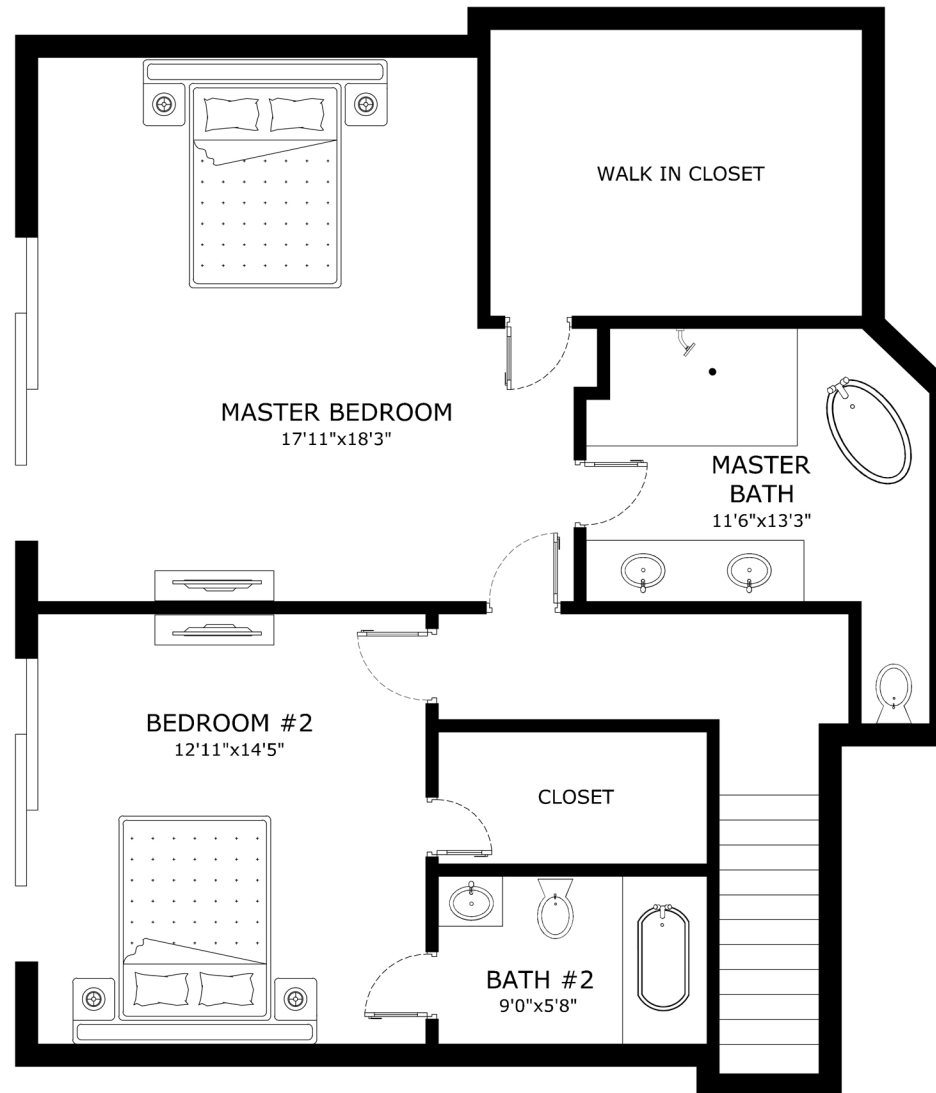 WALK IN CLOSET
MASTER BEDROOM
17'11"x18'3"
MASTER
BATH
11'6"x13'3"
BEDROOM #2
12'11"x14'5"
CLOSET
BATH #2
9'0"x5'8"